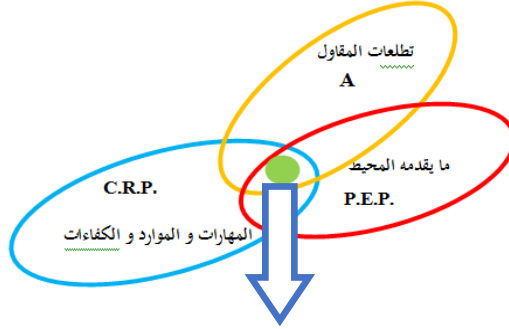 تطلعات المقاول
A
ما يقدمه المحيط
P.E.P.
C.R.P.
المهارات و الموارد و الكفاءات